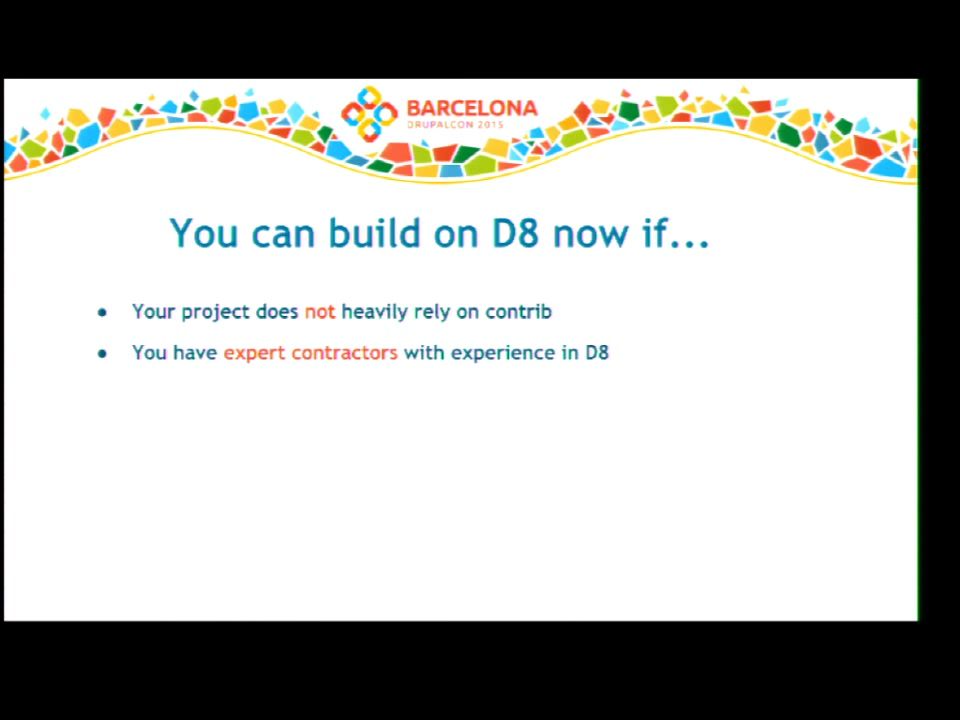 BARCELONA
DRUPALCON 2015
You can build on D8 now if...
● Your project does not heavily rely on contrib
● You have expert contractors with experience in D8